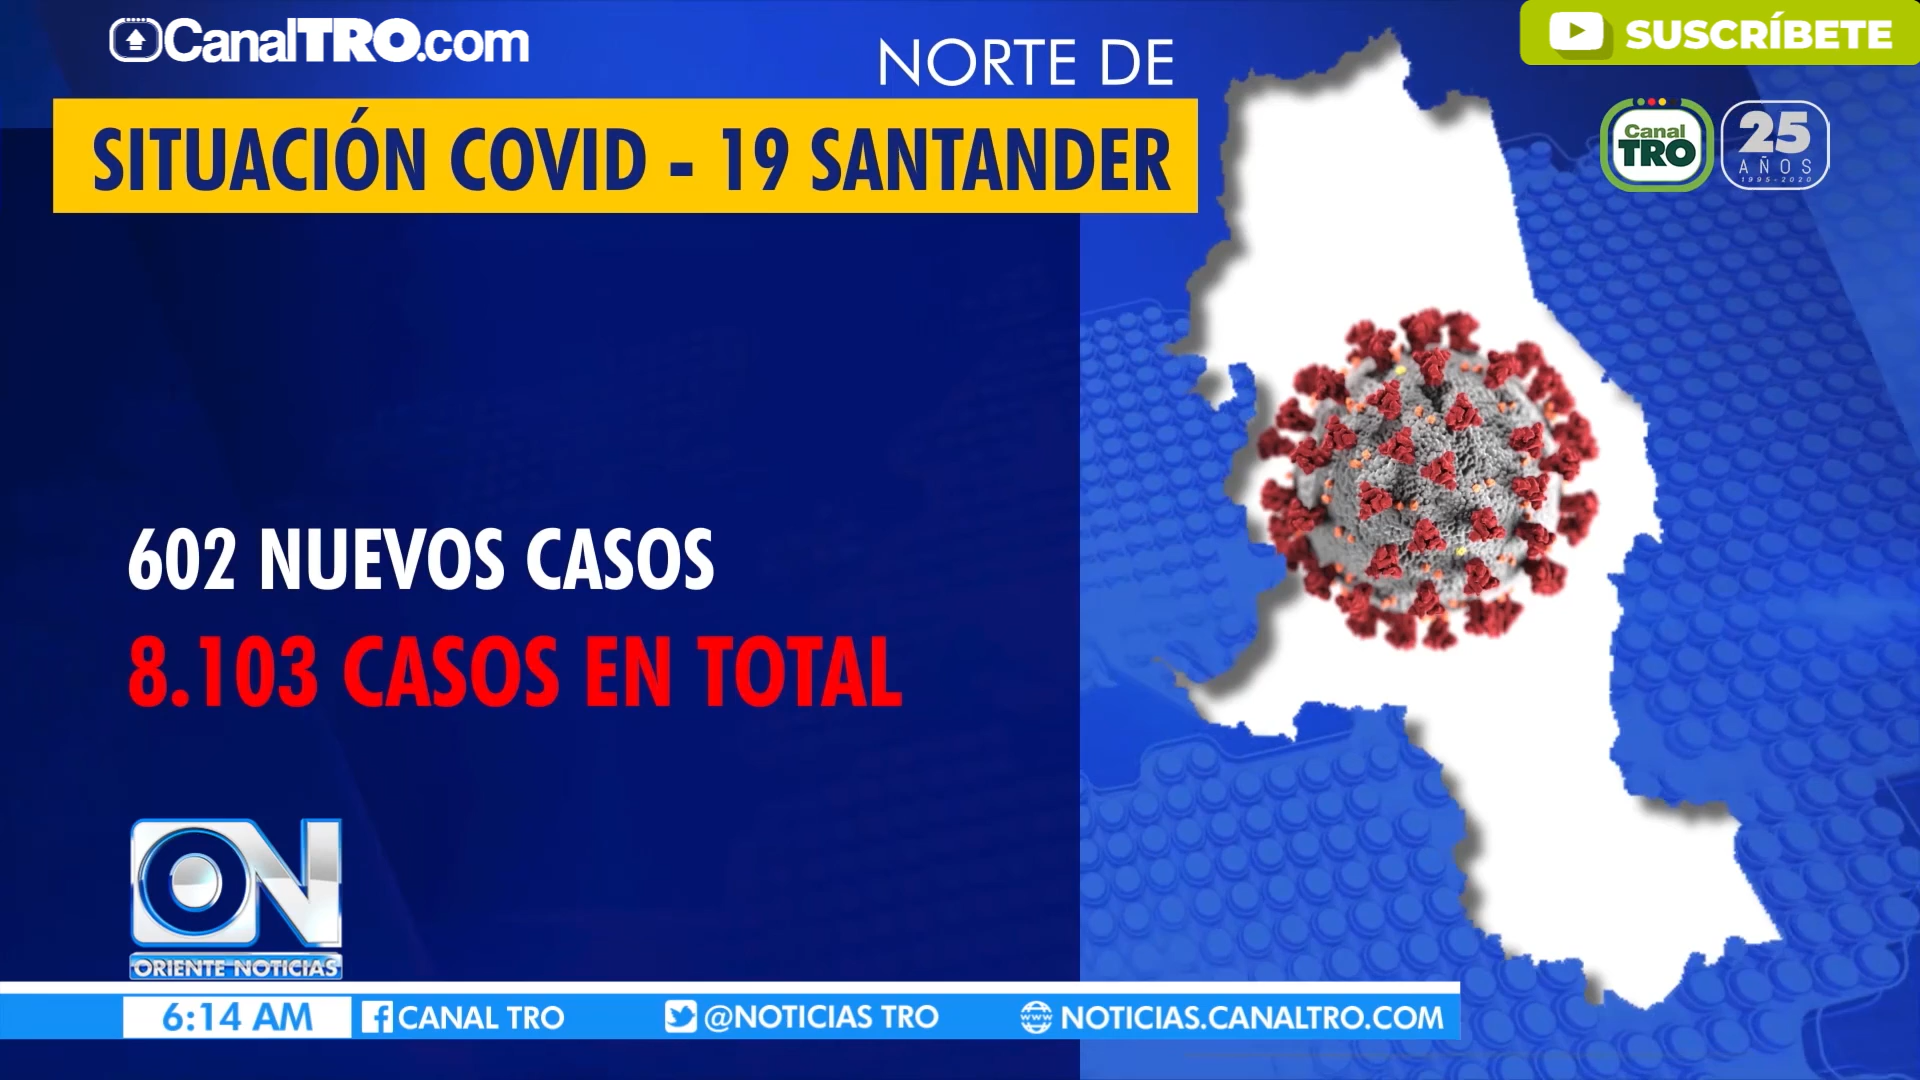 CanalTRO.com
SUSCRÍBETE
NORTE DE
SITUACIÓN COVID - 19 SANTANDER
Canal
TRO
25
AÑOS
1995-2020
602 NUEVOS CASOS
8.103 CASOS EN TOTAL
ON
ORIENTE NOTICIAS
6:14 AM
CANAL TRO
@NOTICIAS TRO
www
NOTICIAS.CANALTRO.COM